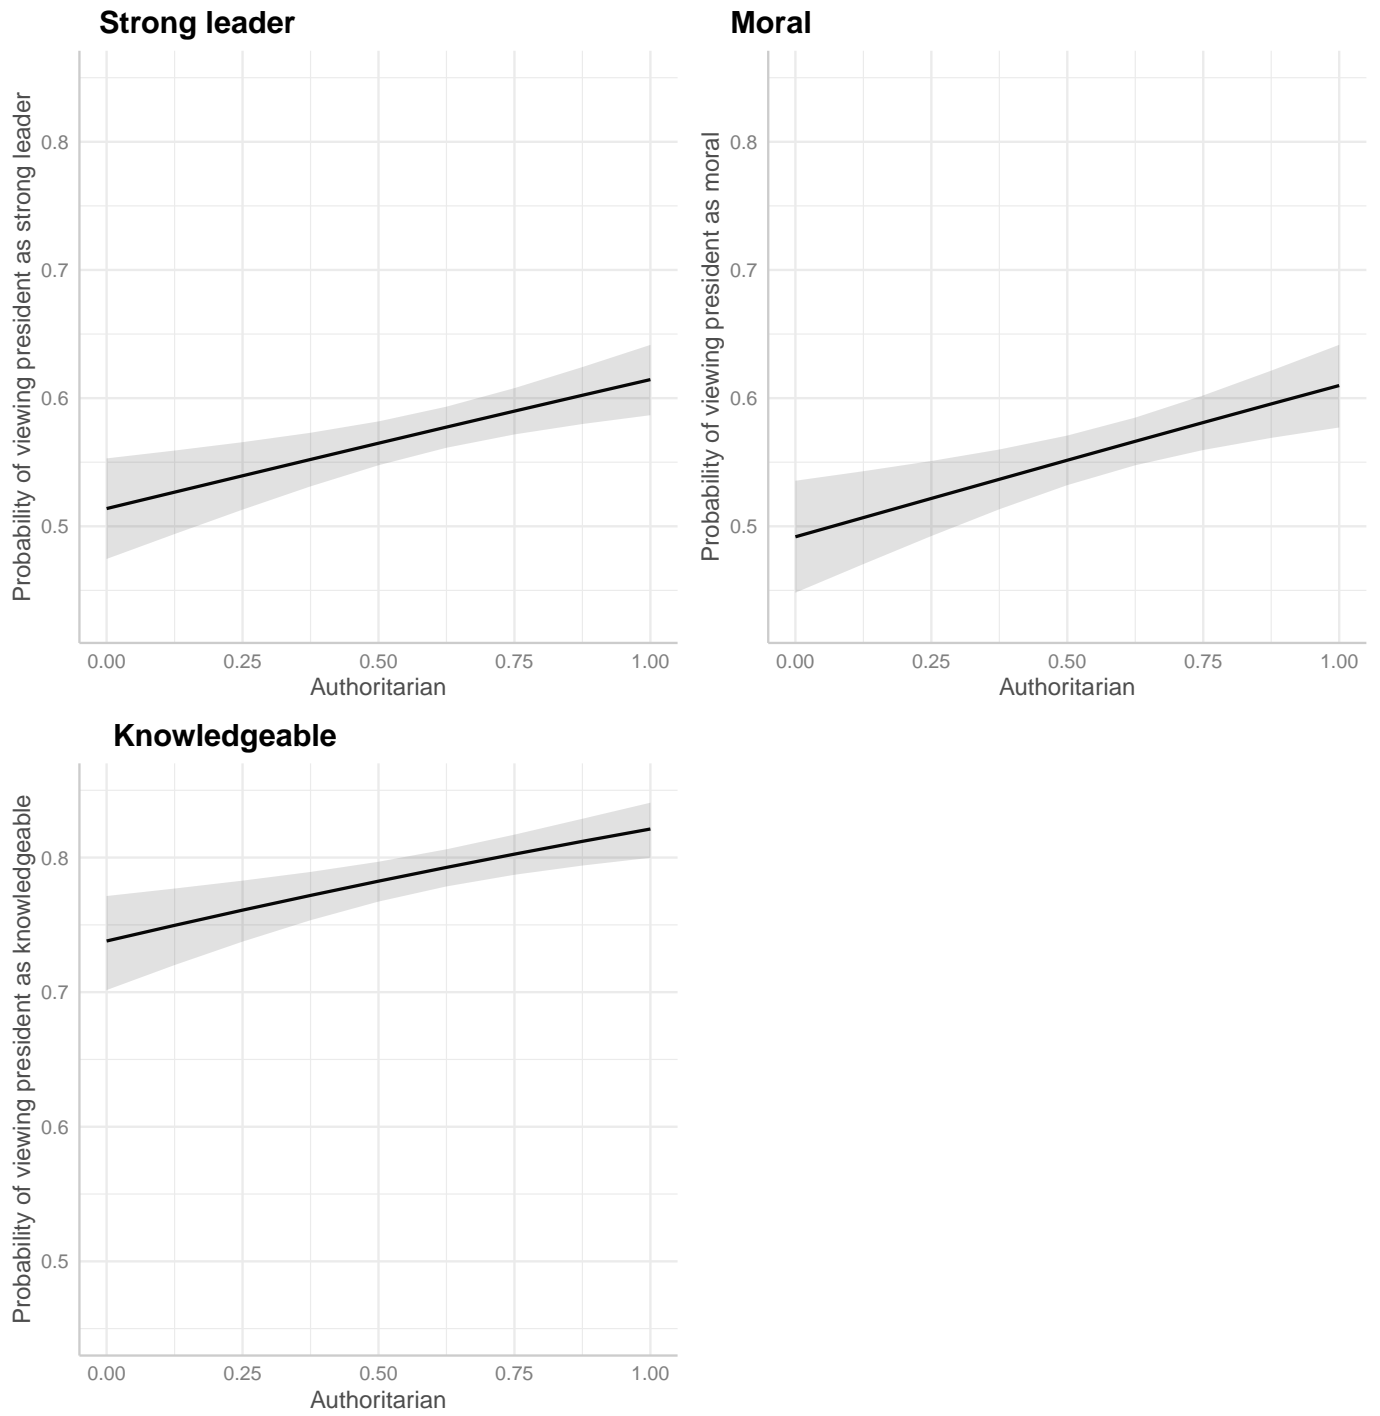 Strong leader
Probability of viewing president as strong leader
0.8
0.7
0.6
0.5
0.00 0.25 0.50 0.75 1.00
Authoritarian
Moral
Probability of viewing president as moral
0.8
0.7
0.6
0.5
0.00 0.25 0.50 0.75 1.00
Authoritarian
Knowledgeable
Probability of viewing president as knowledgeable
0.8
0.7
0.6
0.5
0.00 0.25 0.50 0.75 1.00
Authoritarian